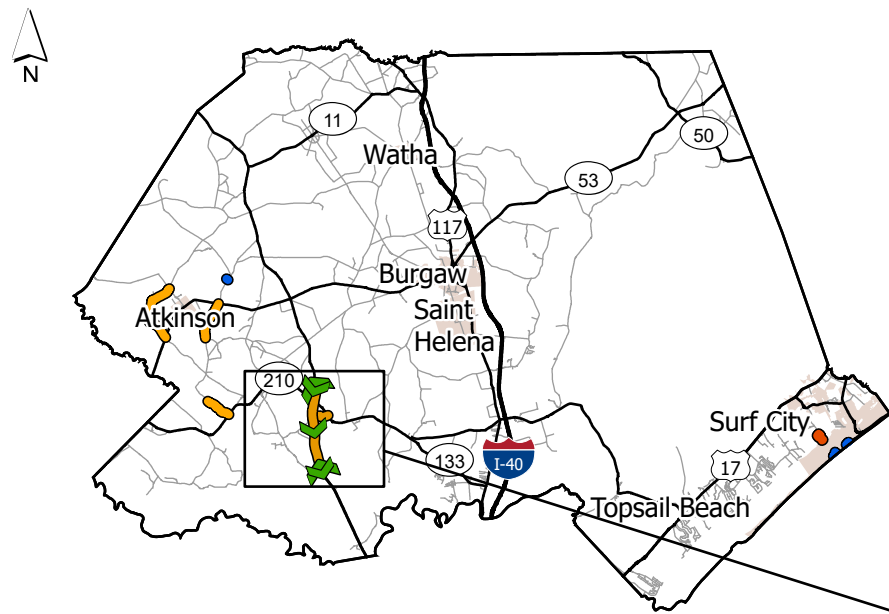 N
11
50
Watha
53
117
Burgaw
Saint
Helena
Atkinson
210
Surf City
133
I-40
17
Topsail Beach